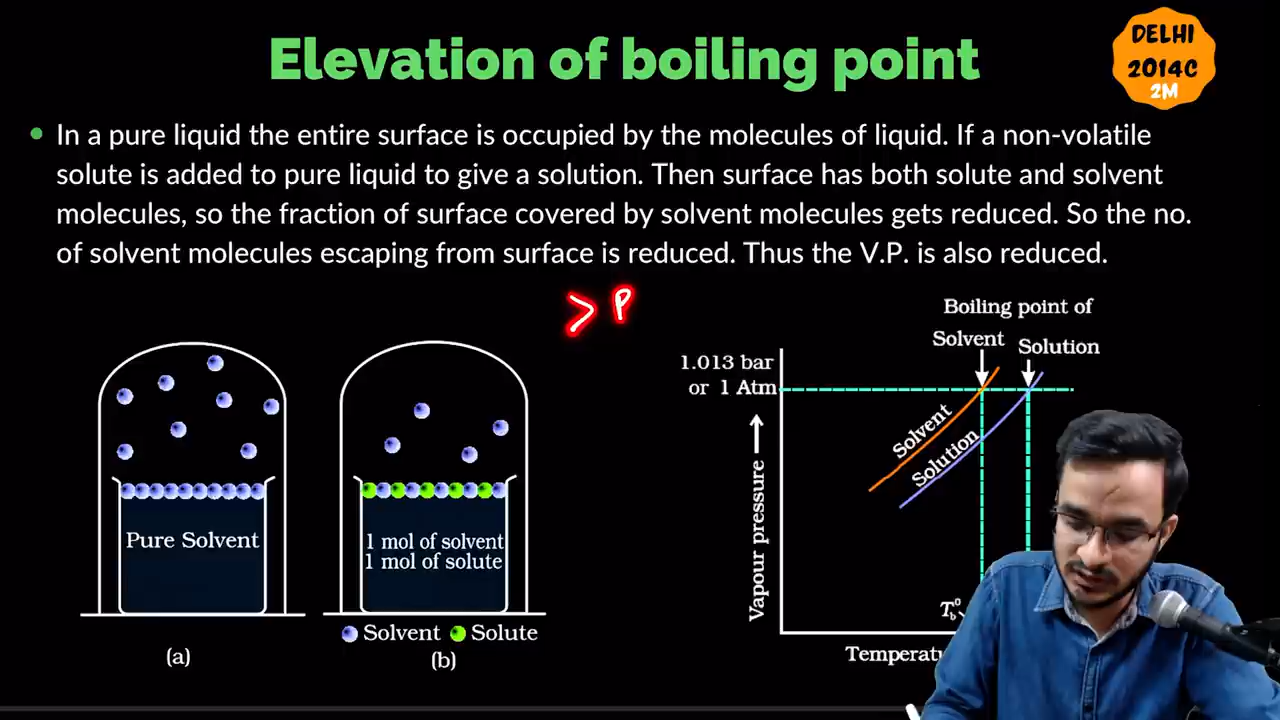 Elevation of boiling point
DELHI
2014C
2M
In a pure liquid the entire surface is occupied by the molecules of liquid. If a non-volatile
solute is added to pure liquid to give a solution. Then surface has both solute and solvent
molecules, so the fraction of surface covered by solvent molecules gets reduced. So the no.
of solvent molecules escaping from surface is reduced. Thus the V.P. is also reduced.
> P
Pure Solvent
(a)
1 mol of solvent
1 mol of solute
Solvent Solute
(b)
Boiling point of
Solvent Solution
1.013 bar
or 1 Atm
Solvent
Solution
Vapour pressure
T°b